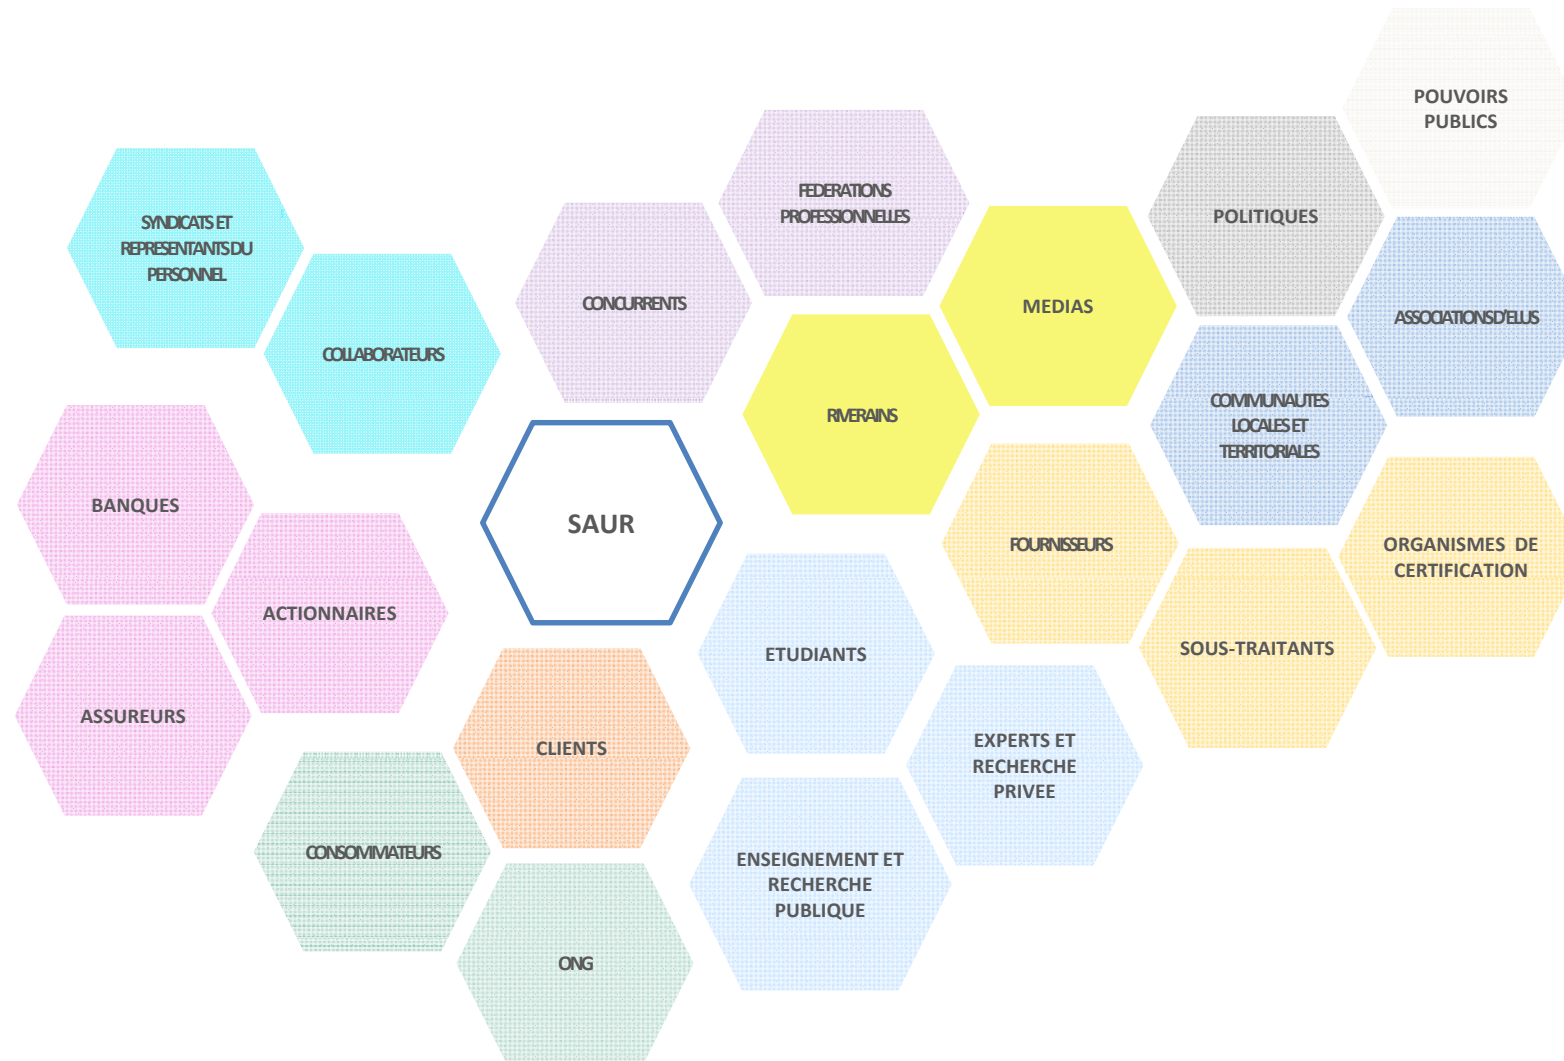 POUVOIRS
PUBLICS
SYNDICATS ET
REPRESENTANTS DU
PERSONNEL
FEDERATIONS
PROFESSIONNELLES
POLITIQUES
CONCURRENTS
MEDIAS
ASSOCIATIONS D'ELUS
COLLABORATEURS
RIVERAINS
COMMUNAUTES
LOCALES ET
TERRITORIALES
BANQUES
SAUR
FOURNISSEURS
ORGANISMES DE
CERTIFICATION
ACTIONNAIRES
ETUDIANTS
SOUS-TRAITANTS
ASSUREURS
CLIENTS
EXPERTS ET
RECHERCHE
PRIVEE
CONSOMMATEURS
ENSEIGNEMENT ET
RECHERCHE
PUBLIQUE
ONG